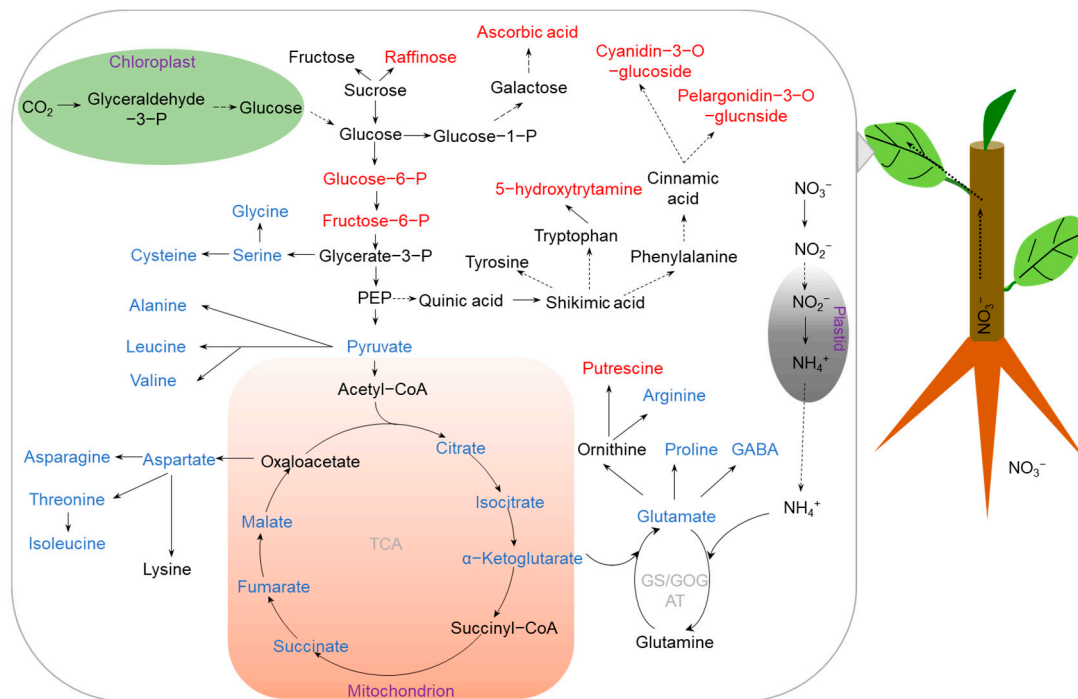 Chloroplast
CO₂
Glyceraldehyde
−3−P
Glucose
Fructose
Raffinose
Sucrose
Glucose
Glucose−1−P
Galactose
Ascorbic acid
Cyanidin−3−O
−glucoside
Pelargonidin−3−O
−glucnside
Glucose−6−P
Fructose−6−P
Glycine
Cysteine
Serine
Glycerate−3−P
5−hydroxytrytamine
Tryptophan
Tyrosine
Cinnamic
acid
Phenylalanine
PEP
Quinic acid
Shikimic acid
NO₃⁻
NO₂⁻
NO₂⁻
NH₄⁺
Plastid
NH₄⁺
Alanine
Leucine
Valine
Pyruvate
Acetyl−CoA
Oxaloacetate
Citrate
Isocitrate
α−Ketoglutarate
Succinyl−CoA
Succinate
Fumarate
Malate
TCA
Mitochondrion
Asparagine
Aspartate
Threonine
Isoleucine
Lysine
Putrescine
Arginine
Ornithine
Proline
GABA
Glutamate
GS/GOG
AT
Glutamine
NO₃⁻
NO₃⁻